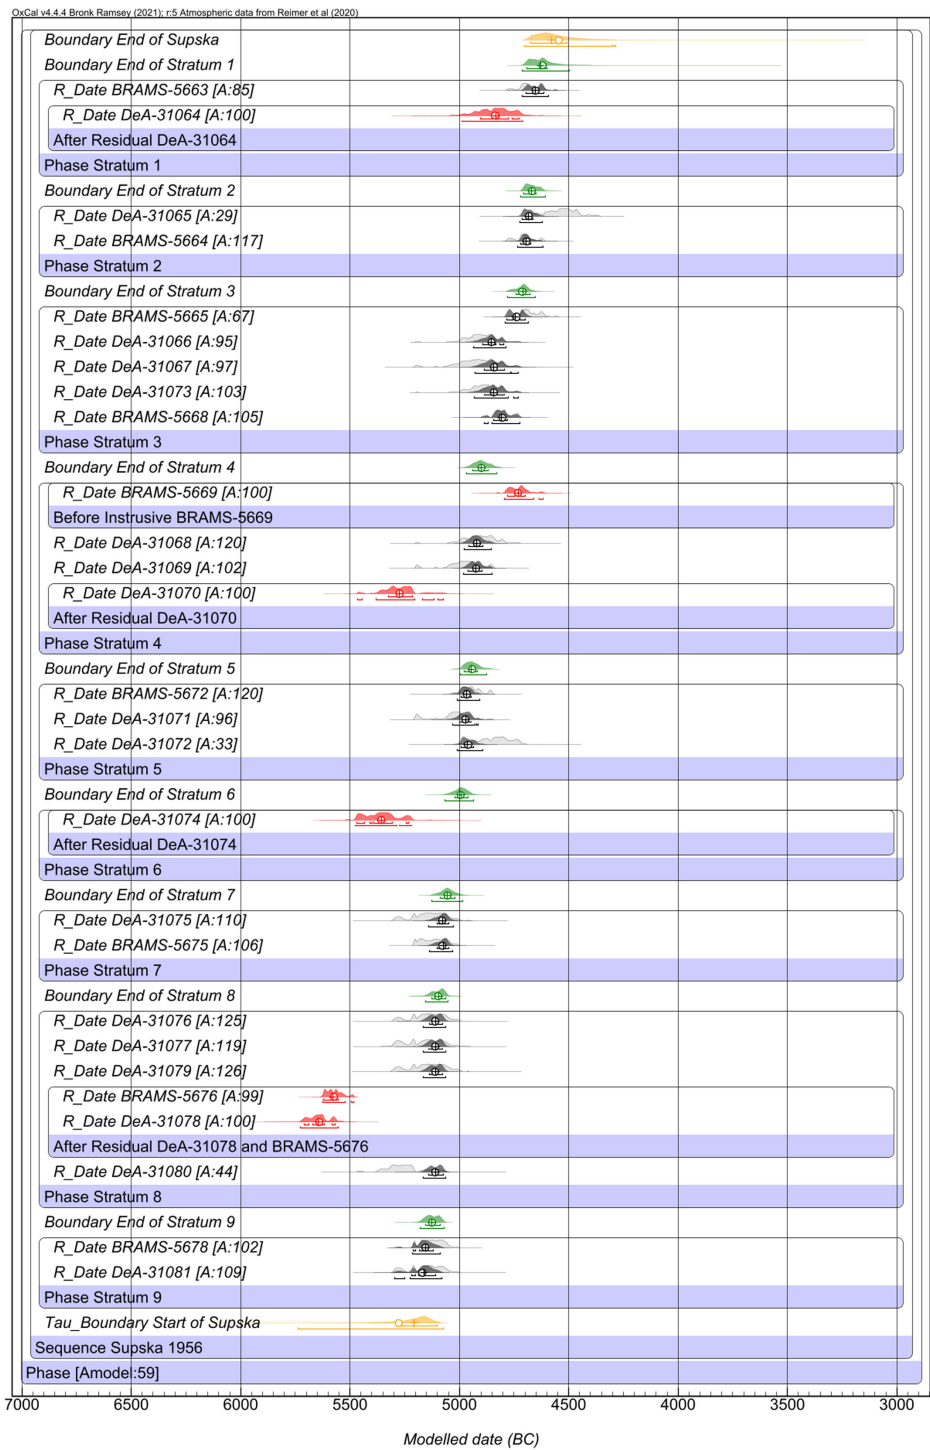 OxCal v4.4.4 Bronk Ramsey (2021); r:5 Atmospheric data from Reimer et al (2020)
Boundary End of Supska
Boundary End of Stratum 1
R_Date BRAMS-5663 [A:85]
R_Date DeA-31064 [A:100]
After Residual DeA-31064
Phase Stratum 1
Boundary End of Stratum 2
R_Date DeA-31065 [A:29]
R_Date BRAMS-5664 [A:117]
Phase Stratum 2
Boundary End of Stratum 3
R_Date BRAMS-5665 [A:67]
R_Date DeA-31066 [A:95]
R_Date DeA-31067 [A:97]
R_Date DeA-31073 [A:103]
R_Date BRAMS-5668 [A:105]
Phase Stratum 3
Boundary End of Stratum 4
R_Date BRAMS-5669 [A:100]
Before Instrusive BRAMS-5669
R_Date DeA-31068 [A:120]
R_Date DeA-31069 [A:102]
R_Date DeA-31070 [A:100]
After Residual DeA-31070
Phase Stratum 4
Boundary End of Stratum 5
R_Date BRAMS-5672 [A:120]
R_Date DeA-31071 [A:96]
R_Date DeA-31072 [A:33]
Phase Stratum 5
Boundary End of Stratum 6
R_Date DeA-31074 [A:100]
After Residual DeA-31074
Phase Stratum 6
Boundary End of Stratum 7
R_Date DeA-31075 [A:110]
R_Date BRAMS-5675 [A:106]
Phase Stratum 7
Boundary End of Stratum 8
R_Date DeA-31076 [A:125]
R_Date DeA-31077 [A:119]
R_Date DeA-31079 [A:126]
R_Date BRAMS-5676 [A:99]
R_Date DeA-31078 [A:100]
After Residual DeA-31078 and BRAMS-5676
R_Date DeA-31080 [A:44]
Phase Stratum 8
Boundary End of Stratum 9
R_Date BRAMS-5678 [A:102]
R_Date DeA-31081 [A:109]
Phase Stratum 9
Tau_Boundary Start of Supska
Sequence Supska 1956
Phase [Amodel:59]
7000 6500 6000 5500 5000 4500 4000 3500 3000
Modelled date (BC)